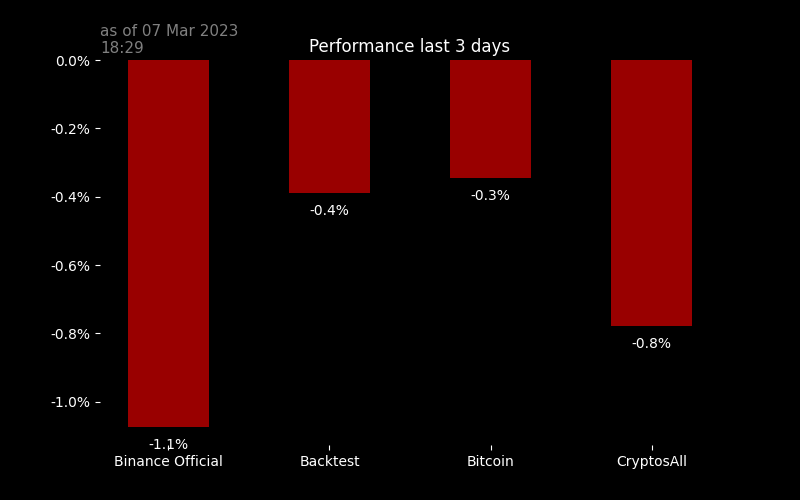 as of 07 Mar 2023
18:29
Performance last 3 days
0.0%
-0.2%
-0.4%
-0.6%
-0.8%
-1.0%
-1.1%
-0.4%
-0.3%
-0.8%
Binance Official
Backtest
Bitcoin
CryptosAll